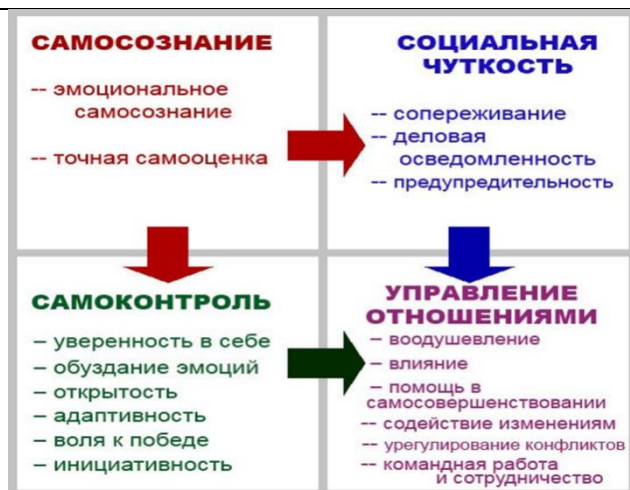 САМОСОЗНАНИЕ
-- эмоциональное
самосознание
-- точная самооценка
СОЦИАЛЬНАЯ
ЧУТКОСТЬ
-- сопереживание
-- деловая
осведомленность
-- предупредительность
САМОКОНТРОЛЬ
– уверенность в себе
– обуздание эмоций
– открытость
– адаптивность
– воля к победе
– инициативность
УПРАВЛЕНИЕ
ОТНОШЕНИЯМИ
– воодушевление
– влияние
– помощь в
самосовершенствовании
-- содействие изменениям
-- урегулирование конфликтов
-- командная работа
и сотрудничество